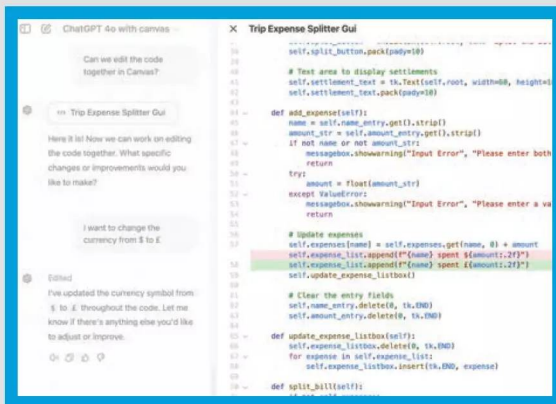 ChatGPT 4o with canvas
Can we edit the code
together in Canvas?
Trip Expense Splitter Gui
Here it is! Now we can work on editing
the code together. What specific
changes or improvements would you
like to make?
I want to change the
currency from $ to £
Edited
I've updated the currency symbol from
$ to £ throughout the code. Let me
know if there's anything else you'd like
to adjust or improve.
Trip Expense Splitter Gui
self.split_button.pack(pady=10)
# Text area to display settlements
self.settlement_text = tk.Text(self.root, width=60, height=1
self.settlement_text.pack(pady=10)
def add_expense(self):
name = self.name_entry.get().strip()
amount_str = self.amount_entry.get().strip()
if not name or not amount_str:
messagebox.showwarning("Input Error", "Please enter both
return
try:
amount = float(amount_str)
except ValueError:
messagebox.showwarning("Input Error", "Please enter a va
return
# Update expenses
self.expenses[name] = self.expenses.get(name, 0) + amount
self.expense_list.append(f"{name} spent ${amount:.2f}")
self.expense_list.append(f"{name} spent £{amount:.2f}")
self.update_expense_listbox()
# Clear the entry fields
self.name_entry.delete(0, tk.END)
self.amount_entry.delete(0, tk.END)
def update_expense_listbox(self):
self.expense_listbox.delete(0, tk.END)
for expense in self.expense_list:
self.expense_listbox.insert(tk.END, expense)
def split_bill(self):